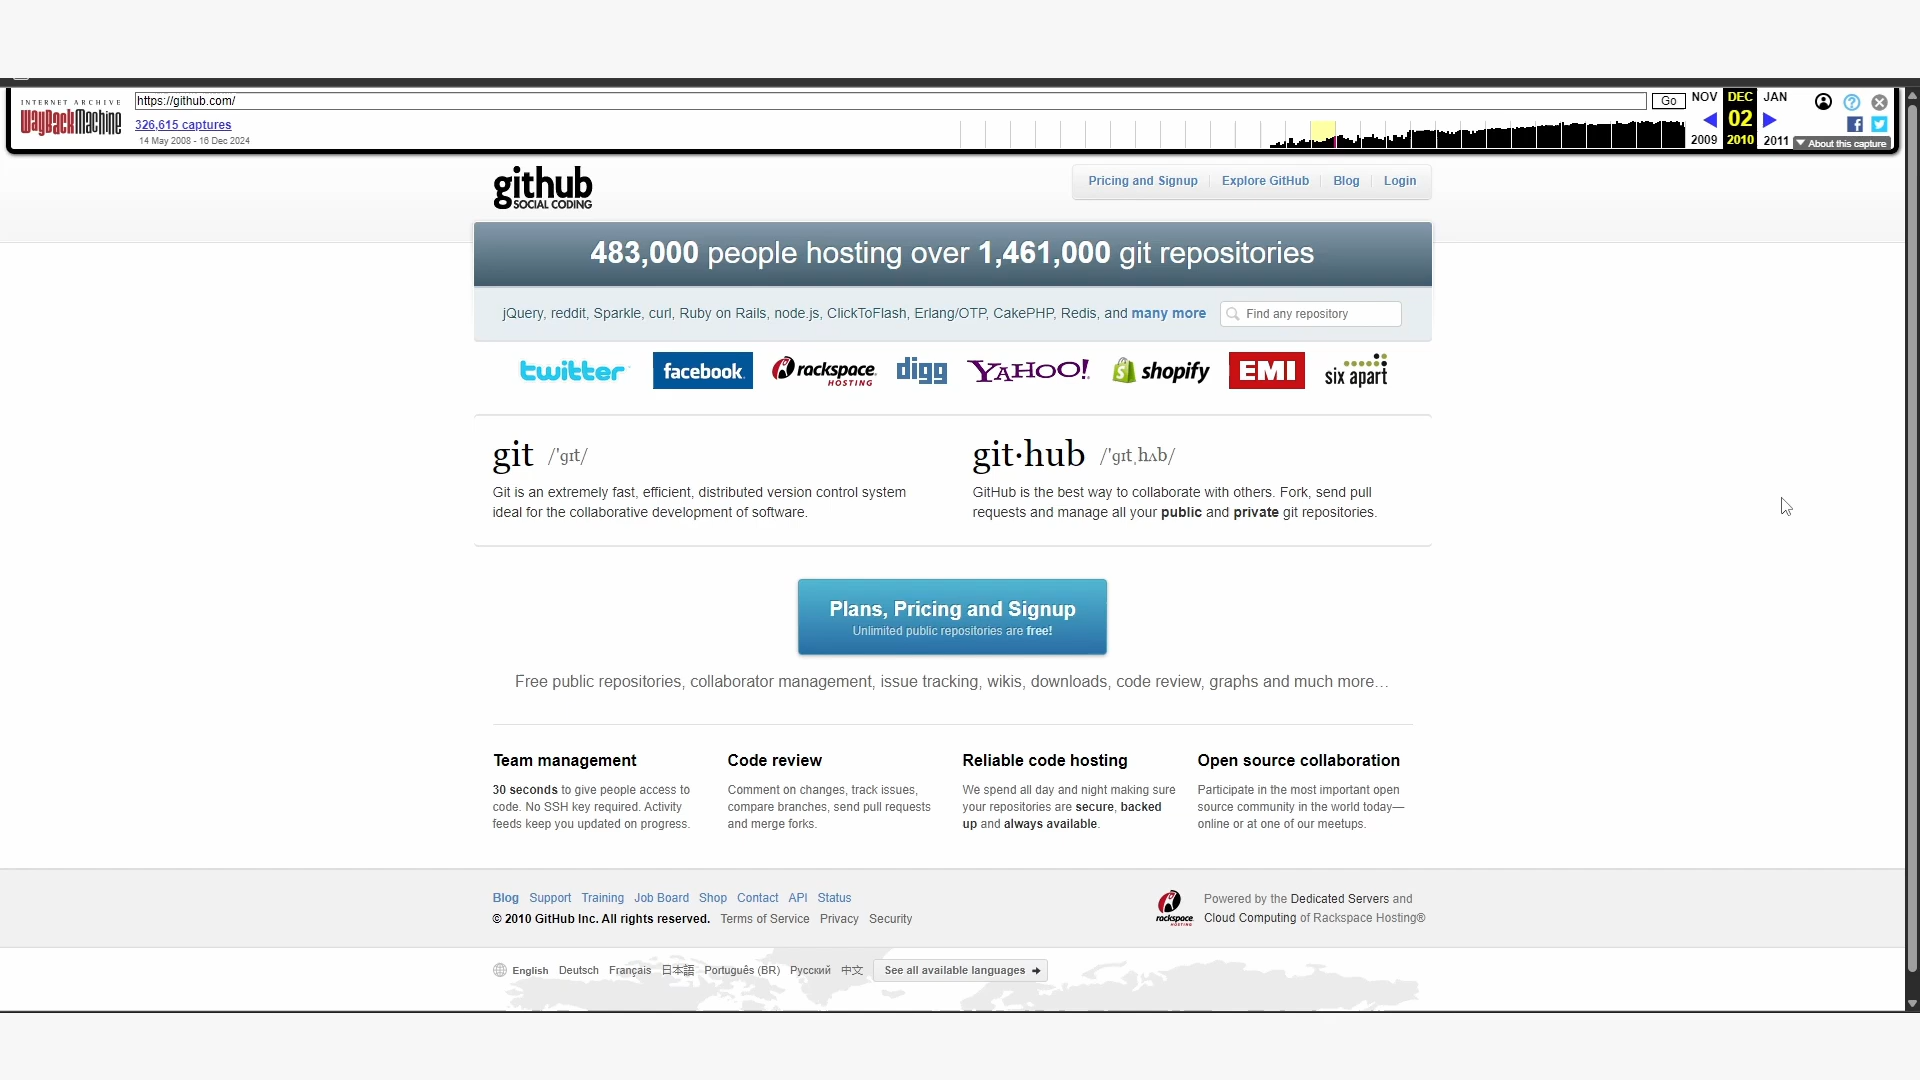 INTERNET ARCHIVE
WayBackMachine
https://github.com/
Go
NOV DEC JAN
326,615 captures
02
14 May 2008 - 16 Dec 2024
2009 2010 2011
About this capture
github
SOCIAL CODING
Pricing and Signup Explore GitHub Blog Login
483,000 people hosting over 1,461,000 git repositories
jQuery, reddit, Sparkle, curl, Ruby on Rails, node.js, ClickToFlash, Erlang/OTP, CakePHP, Redis, and many more
Find any repository
twitter facebook. rackspace. HOSTING digg YAHOO! shopify EMI six apart
git /'gɪt/
Git is an extremely fast, efficient, distributed version control system
ideal for the collaborative development of software.
git·hub /'gɪt,hʌb/
GitHub is the best way to collaborate with others. Fork, send pull
requests and manage all your public and private git repositories.
Plans, Pricing and Signup
Unlimited public repositories are free!
Free public repositories, collaborator management, issue tracking, wikis, downloads, code review, graphs and much more…
Team management
30 seconds to give people access to
code. No SSH key required. Activity
feeds keep you updated on progress.
Code review
Comment on changes, track issues,
compare branches, send pull requests
and merge forks.
Reliable code hosting
We spend all day and night making sure
your repositories are secure, backed
up and always available.
Open source collaboration
Participate in the most important open
source community in the world today—
online or at one of our meetups.
Blog Support Training Job Board Shop Contact API Status
© 2010 GitHub Inc. All rights reserved. Terms of Service Privacy Security
rackspace.
HOSTING
Powered by the Dedicated Servers and
Cloud Computing of Rackspace Hosting®
English Deutsch Français 日本語 Português (BR) Русский 中文 See all available languages